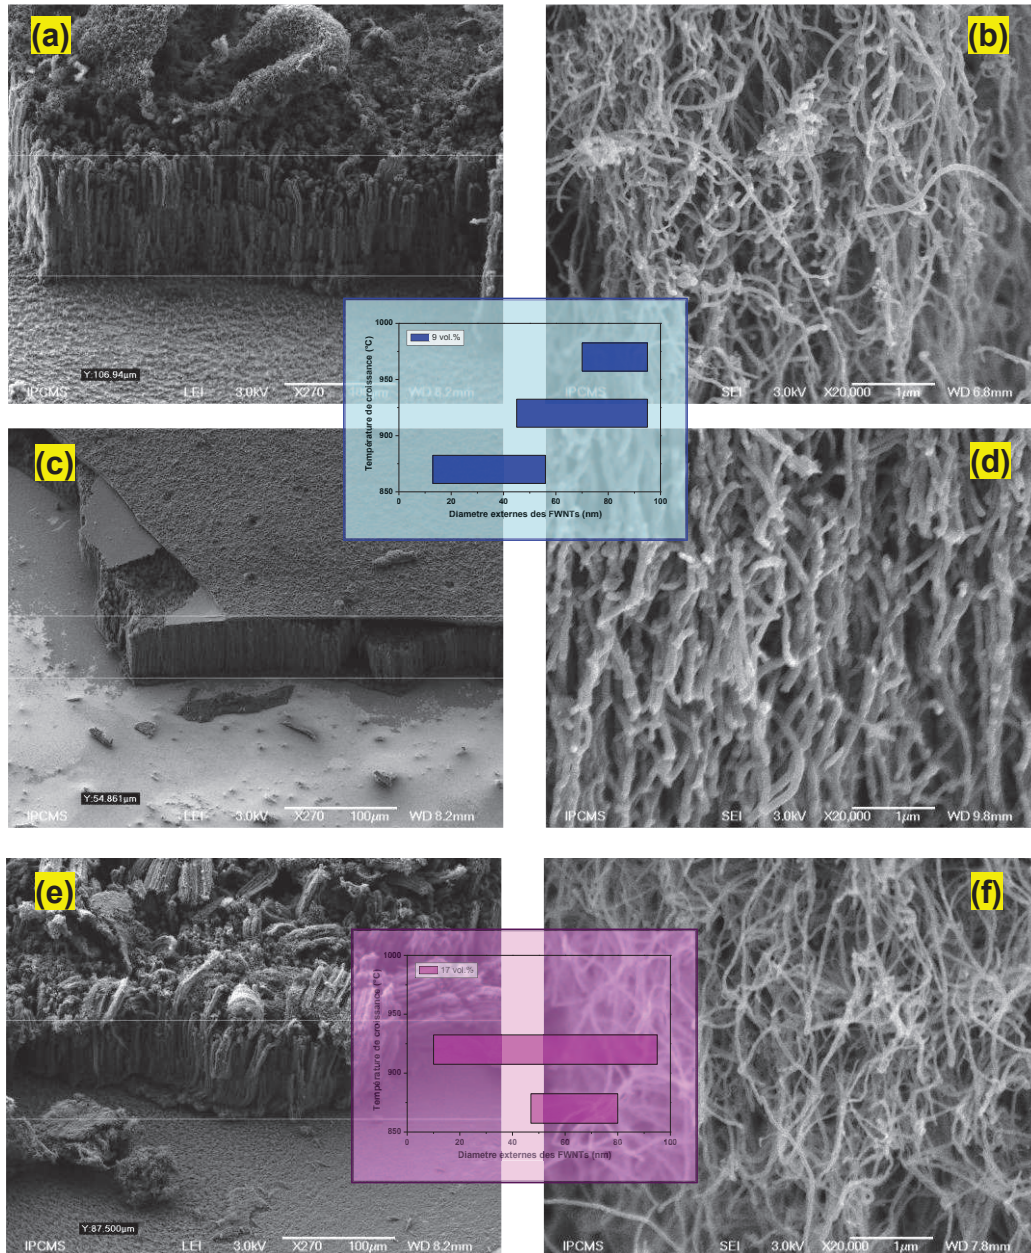 (a)
Y:106.94µm
IPCMS LEI 3.0kV X270 WD 8.2mm
(b)
IPCMS SEI 3.0kV X20,000 1µm WD 6.8mm
9 vol.%
Température de croissance (°C)
1000
950
900
850
0 20 40 60 80 100
Diametre externes des FWNTs (nm)
(c)
Y:54.861µm
IPCMS LEI 3.0kV X270 100µm WD 8.2mm
(d)
IPCMS SEI 3.0kV X20,000 1µm WD 9.8mm
(e)
Y:87.500µm
IPCMS LEI 3.0kV X270 100µm WD 8.2mm
(f)
IPCMS SEI 3.0kV X20,000 1µm WD 7.8mm
17 vol.%
Température de croissance (°C)
1000
950
900
850
0 20 40 60 80 100
Diametre externes des FWNTs (nm)